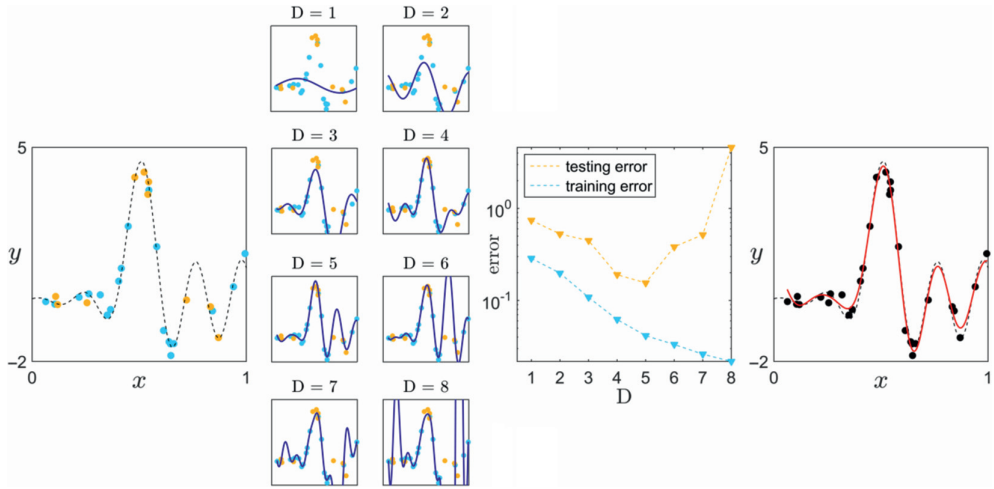 D = 1
D = 2
5
y
-2
0
x
1
D = 3
D = 4
D = 5
D = 6
D = 7
D = 8
testing error
training error
error
10^0
10^-1
1 2 3 4 5 6 7 8
D
5
y
-2
0
x
1